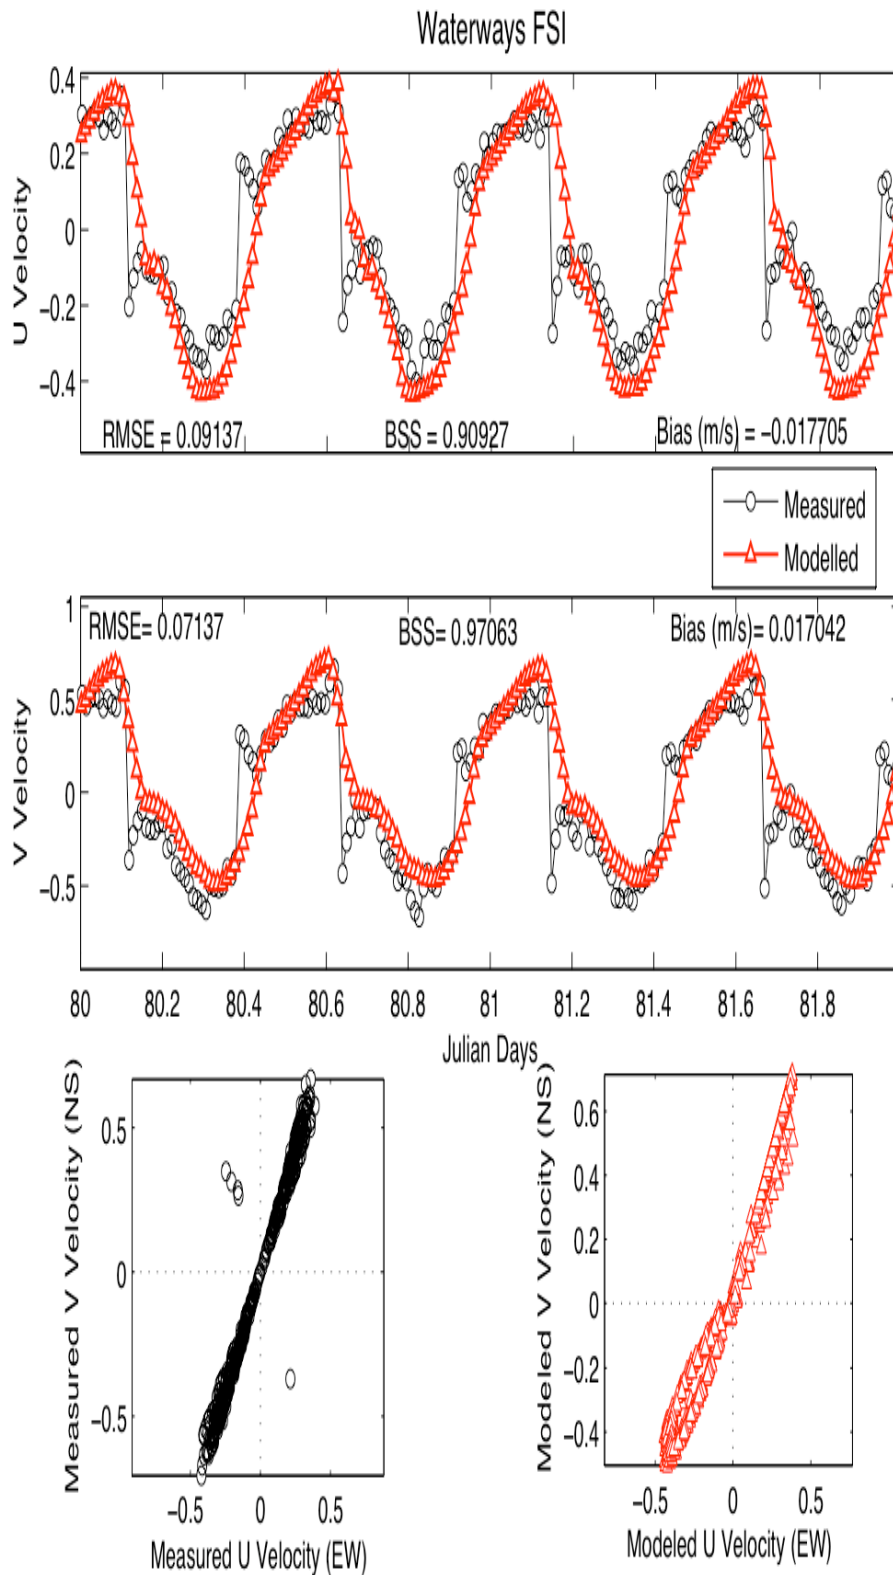 Waterways FSI
0.4
0.2
0
−0.2
−0.4
U Velocity
RMSE = 0.09137 BSS = 0.90927 Bias (m/s) = −0.017705
Measured
Modelled
1
0.5
0
−0.5
V Velocity
RMSE= 0.07137 BSS= 0.97063 Bias (m/s)= 0.017042
80 80.2 80.4 80.6 80.8 81 81.2 81.4 81.6 81.8
Julian Days
Measured V Velocity (NS)
0.5
0
−0.5
−0.5 0 0.5
Measured U Velocity (EW)
Modeled V Velocity (NS)
0.6
0.4
0.2
0
−0.2
−0.4
−0.5 0 0.5
Modeled U Velocity (EW)